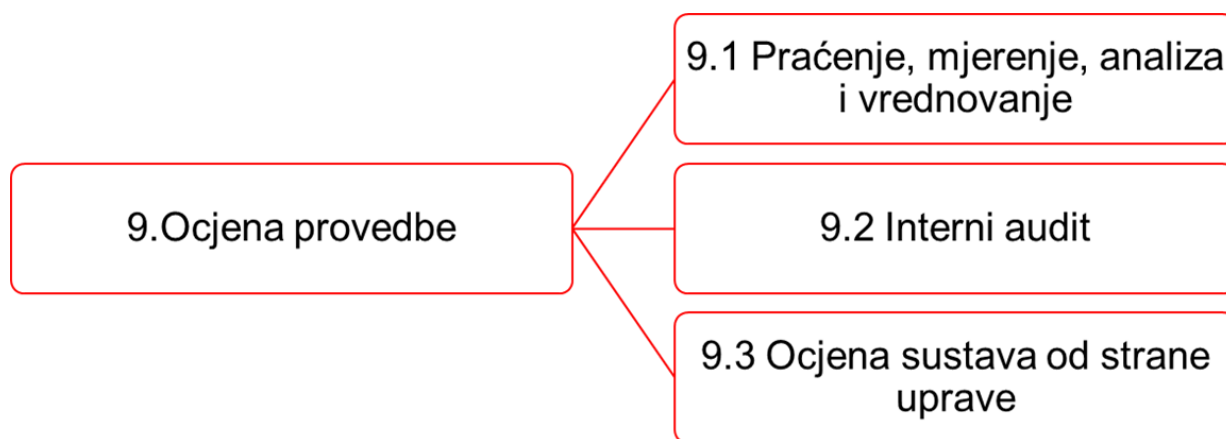 9.1 Praćenje, mjerenje, analiza
i vrednovanje
9.Ocjena provedbe
9.2 Interni audit
9.3 Ocjena sustava od strane
uprave